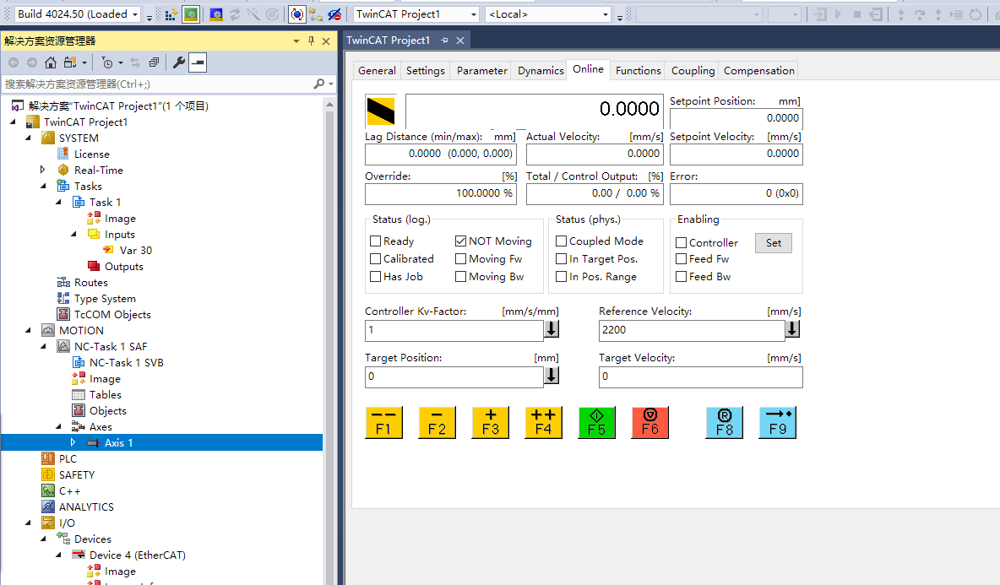 Build 4024.50 (Loaded
TwinCAT Project1
<Local>
解决方案资源管理器
搜索解决方案资源管理器(Ctrl+;)
解决方案"TwinCAT Project1"(1 个项目)
TwinCAT Project1
SYSTEM
License
Real-Time
Tasks
Task 1
Image
Inputs
Var 30
Outputs
Routes
Type System
TcCOM Objects
MOTION
NC-Task 1 SAF
NC-Task 1 SVB
Image
Tables
Objects
Axes
Axis 1
PLC
SAFETY
C++
ANALYTICS
I/O
Devices
Device 4 (EtherCAT)
Image
TwinCAT Project1
General Settings Parameter Dynamics Online Functions Coupling Compensation
0.0000
Setpoint Position: mm]
0.0000
Lag Distance (min/max): mm] Actual Velocity: [mm/s] Setpoint Velocity: [mm/s]
0.0000 (0.000, 0.000) 0.0000 0.0000
Override: [%] Total / Control Output: [%] Error:
100.0000 % 0.00 / 0.00 % 0 (0x0)
Status (log.) Status (phys.) Enabling
Ready NOT Moving Coupled Mode Controller Set
Calibrated Moving Fw In Target Pos. Feed Fw
Has Job Moving Bw In Pos. Range Feed Bw
Controller Kv-Factor: [mm/s/mm] Reference Velocity: [mm/s]
1 2200
Target Position: [mm] Target Velocity: [mm/s]
0 0
-- - + ++ R
F1 F2 F3 F4 F5 F6 F8 F9